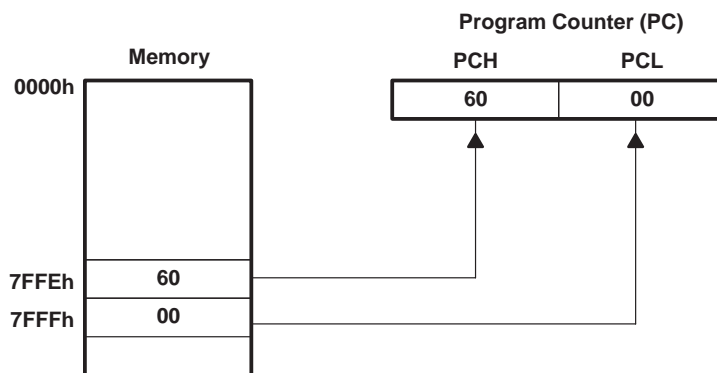 Program Counter (PC)
Memory
PCH
PCL
0000h
60
00
7FFEh
60
7FFFh
00